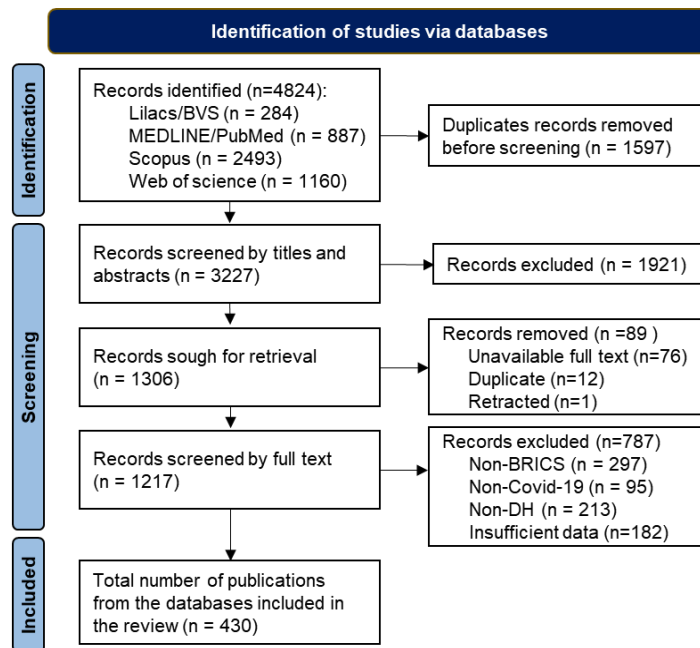 Identification of studies via databases
Identification
Records identified (n=4824):
Lilacs/BVS (n = 284)
MEDLINE/PubMed (n = 887)
Scopus = 2493)
Web of science (n = 1160)
Duplicates records removed
before screening (n = 1597)
Screening
Records screened by titles and
abstracts (n = 3227)
Records excluded (n = 1921)
Records sough for retrieval
(n = 1306)
Records removed (n =89 )
Unavailable full text (n=76)
Duplicate (n=12)
Retracted (n=1)
Records screened by full text
(n = 1217)
Records excluded (n=787)
Non-BRICS (n = 297)
Non-Covid-19 (n = 95)
Non-DH (n = 213)
Insufficient data (n=182)
Included
Total number of publications
from the databases included in
the review (n = 430)